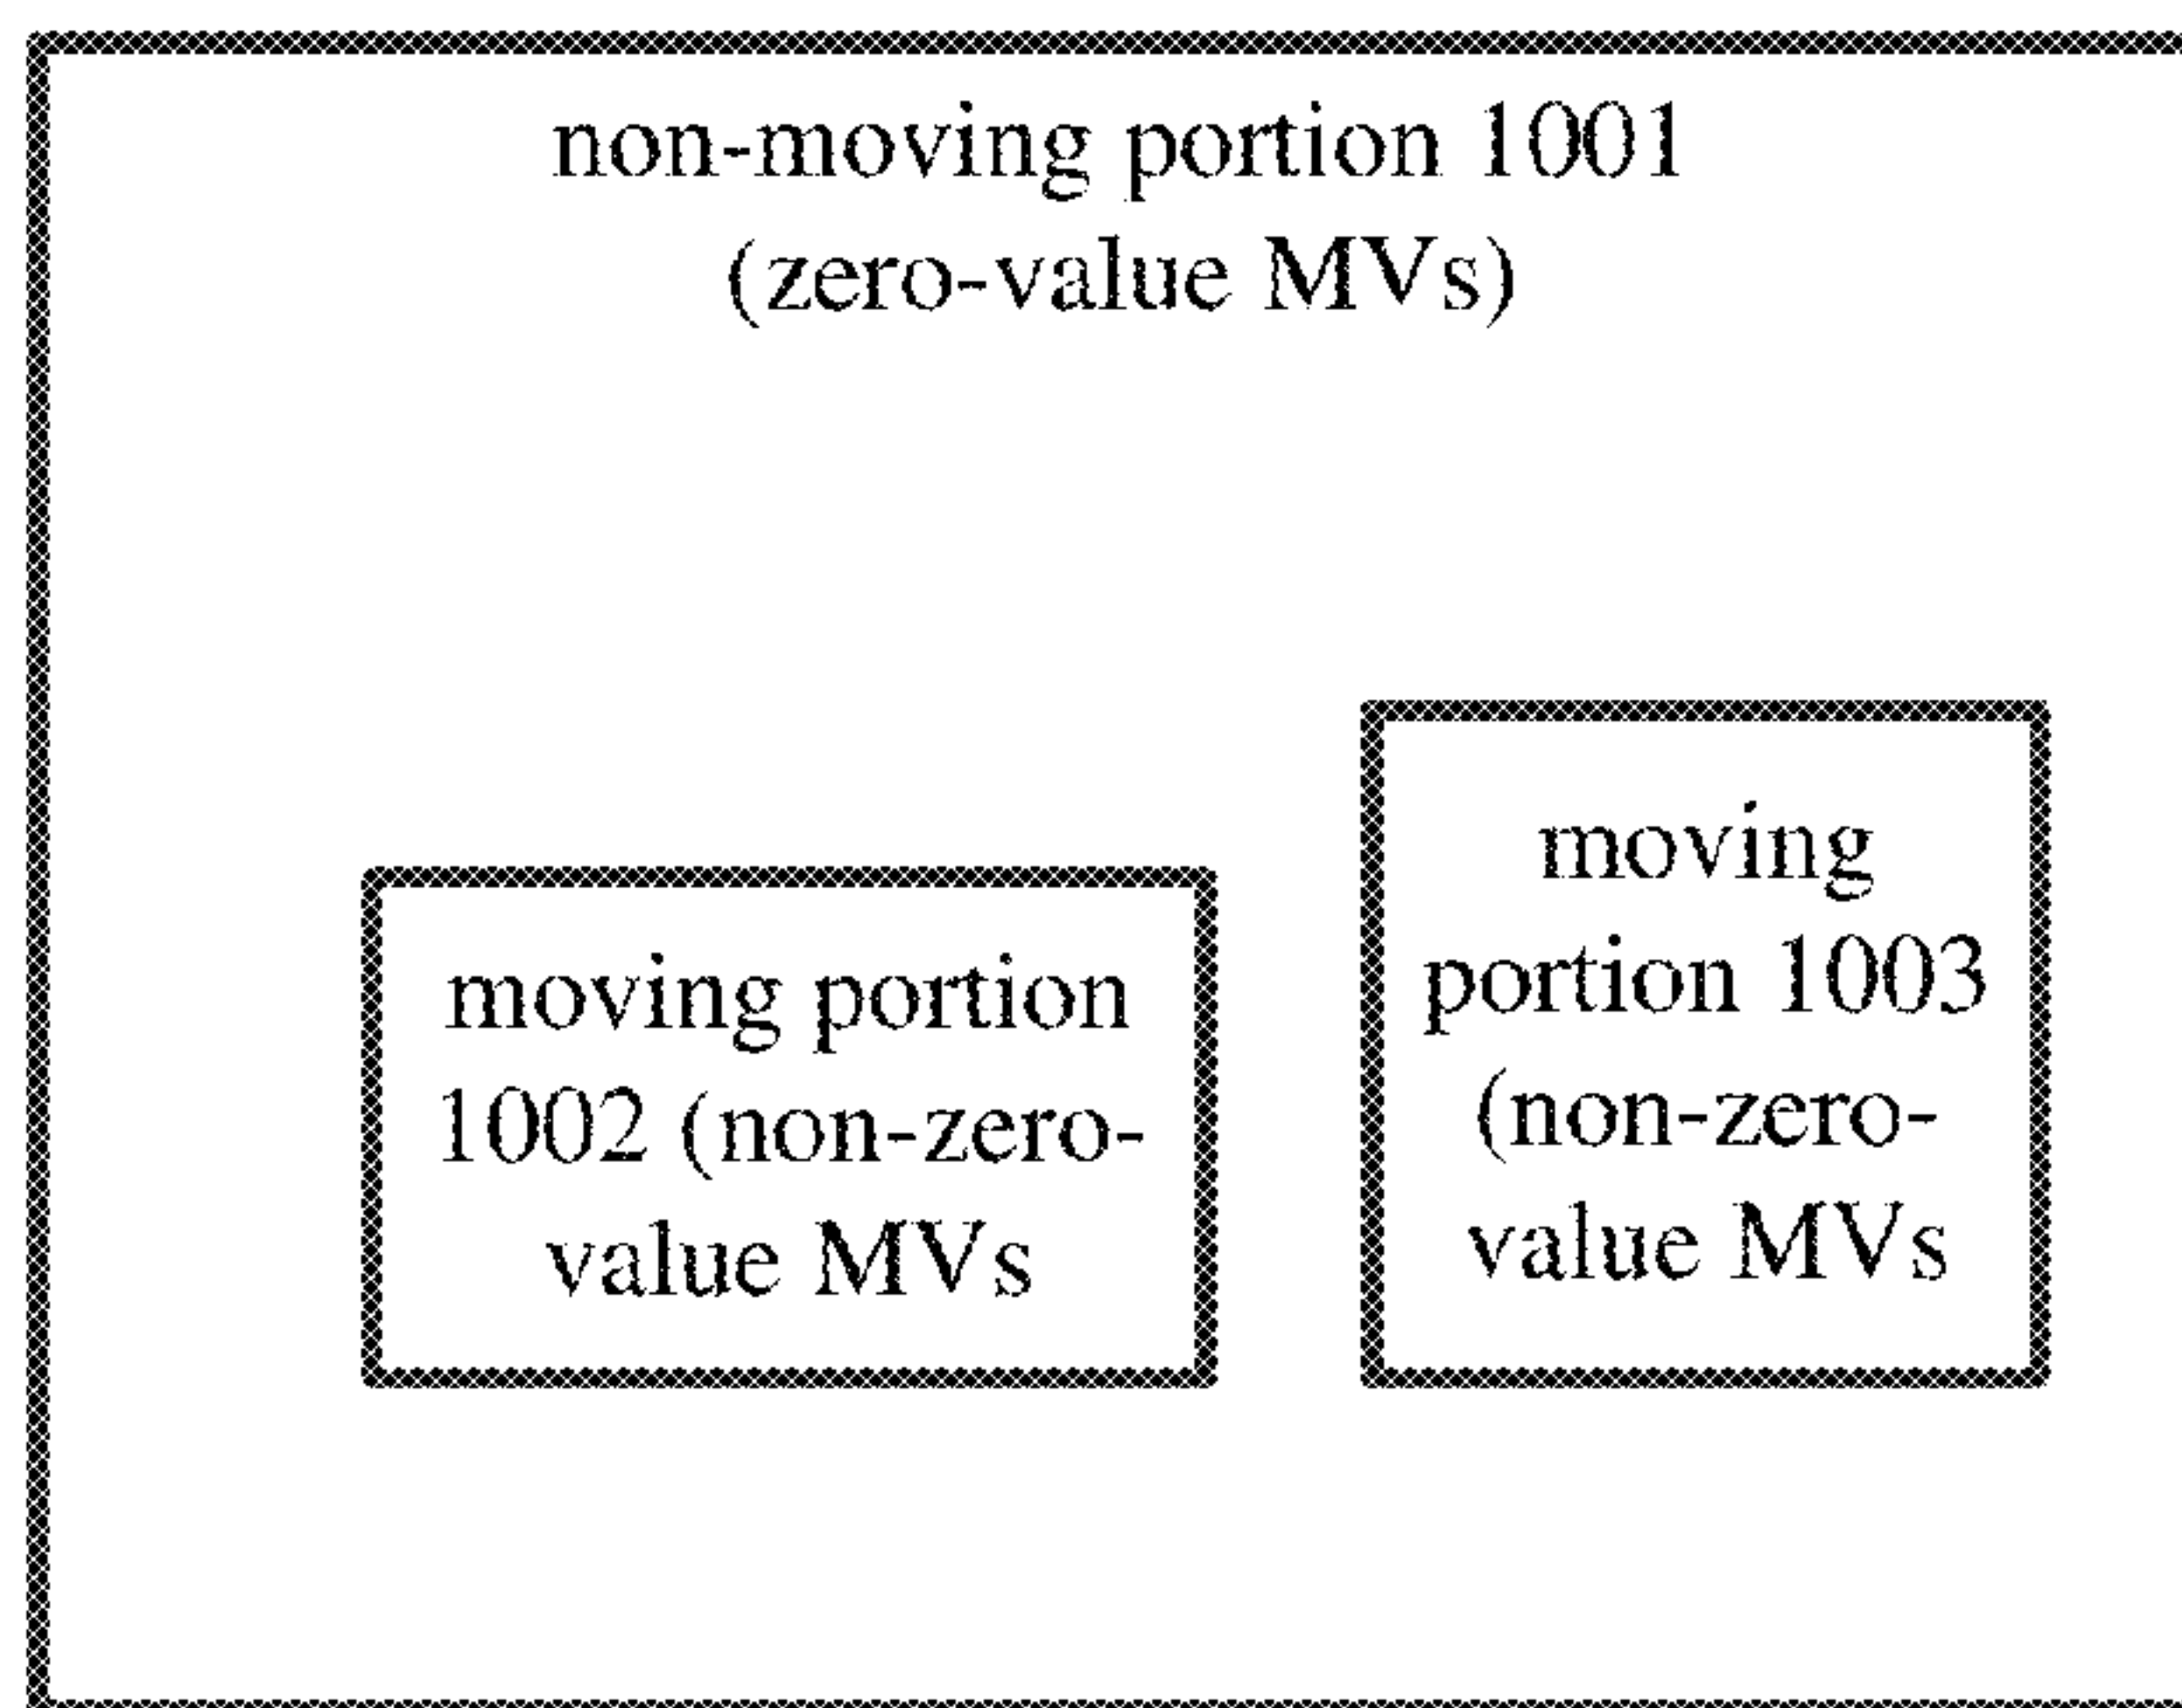 non-moving portion 1001
(zero-value MVs)
moving portion
1002 (non-zero-
value MVs
moving
portion 1003
(non-zero-
value MVs